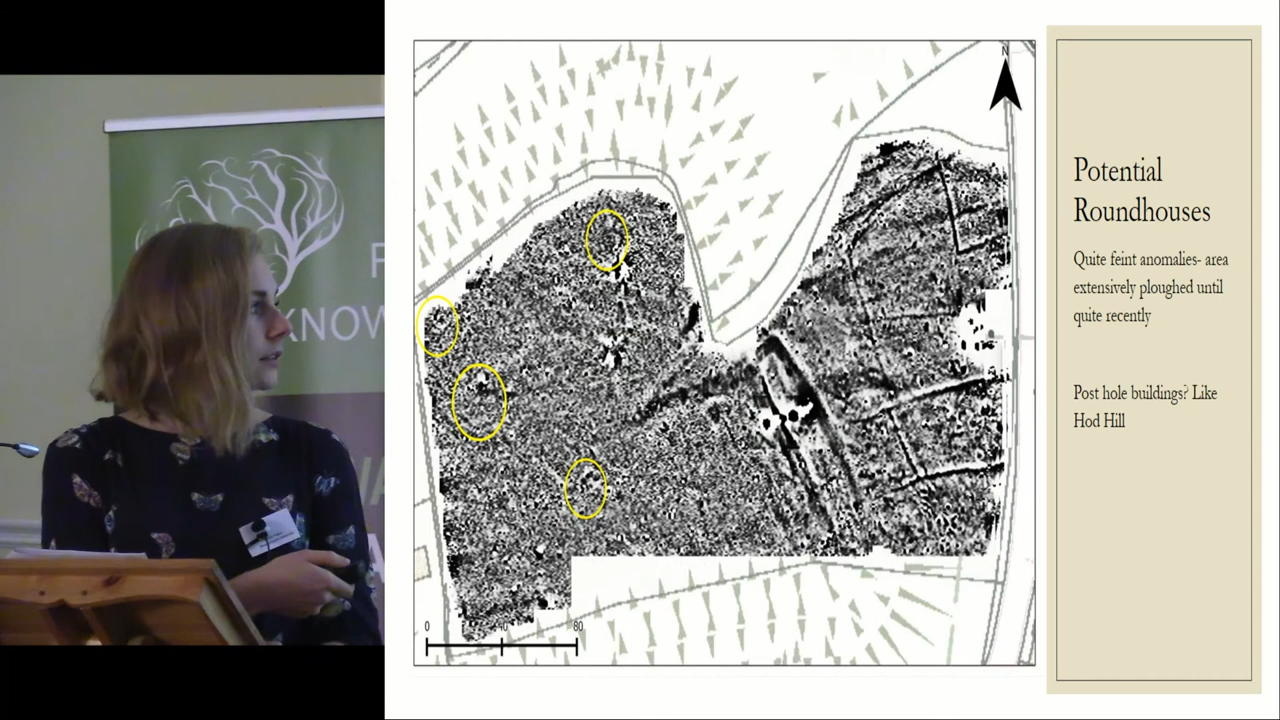 KNOW
N
0
40
80
Potential
Roundhouses
Quite feint anomalies- area
extensively ploughed until
quite recently
Post hole buildings? Like
Hod Hill